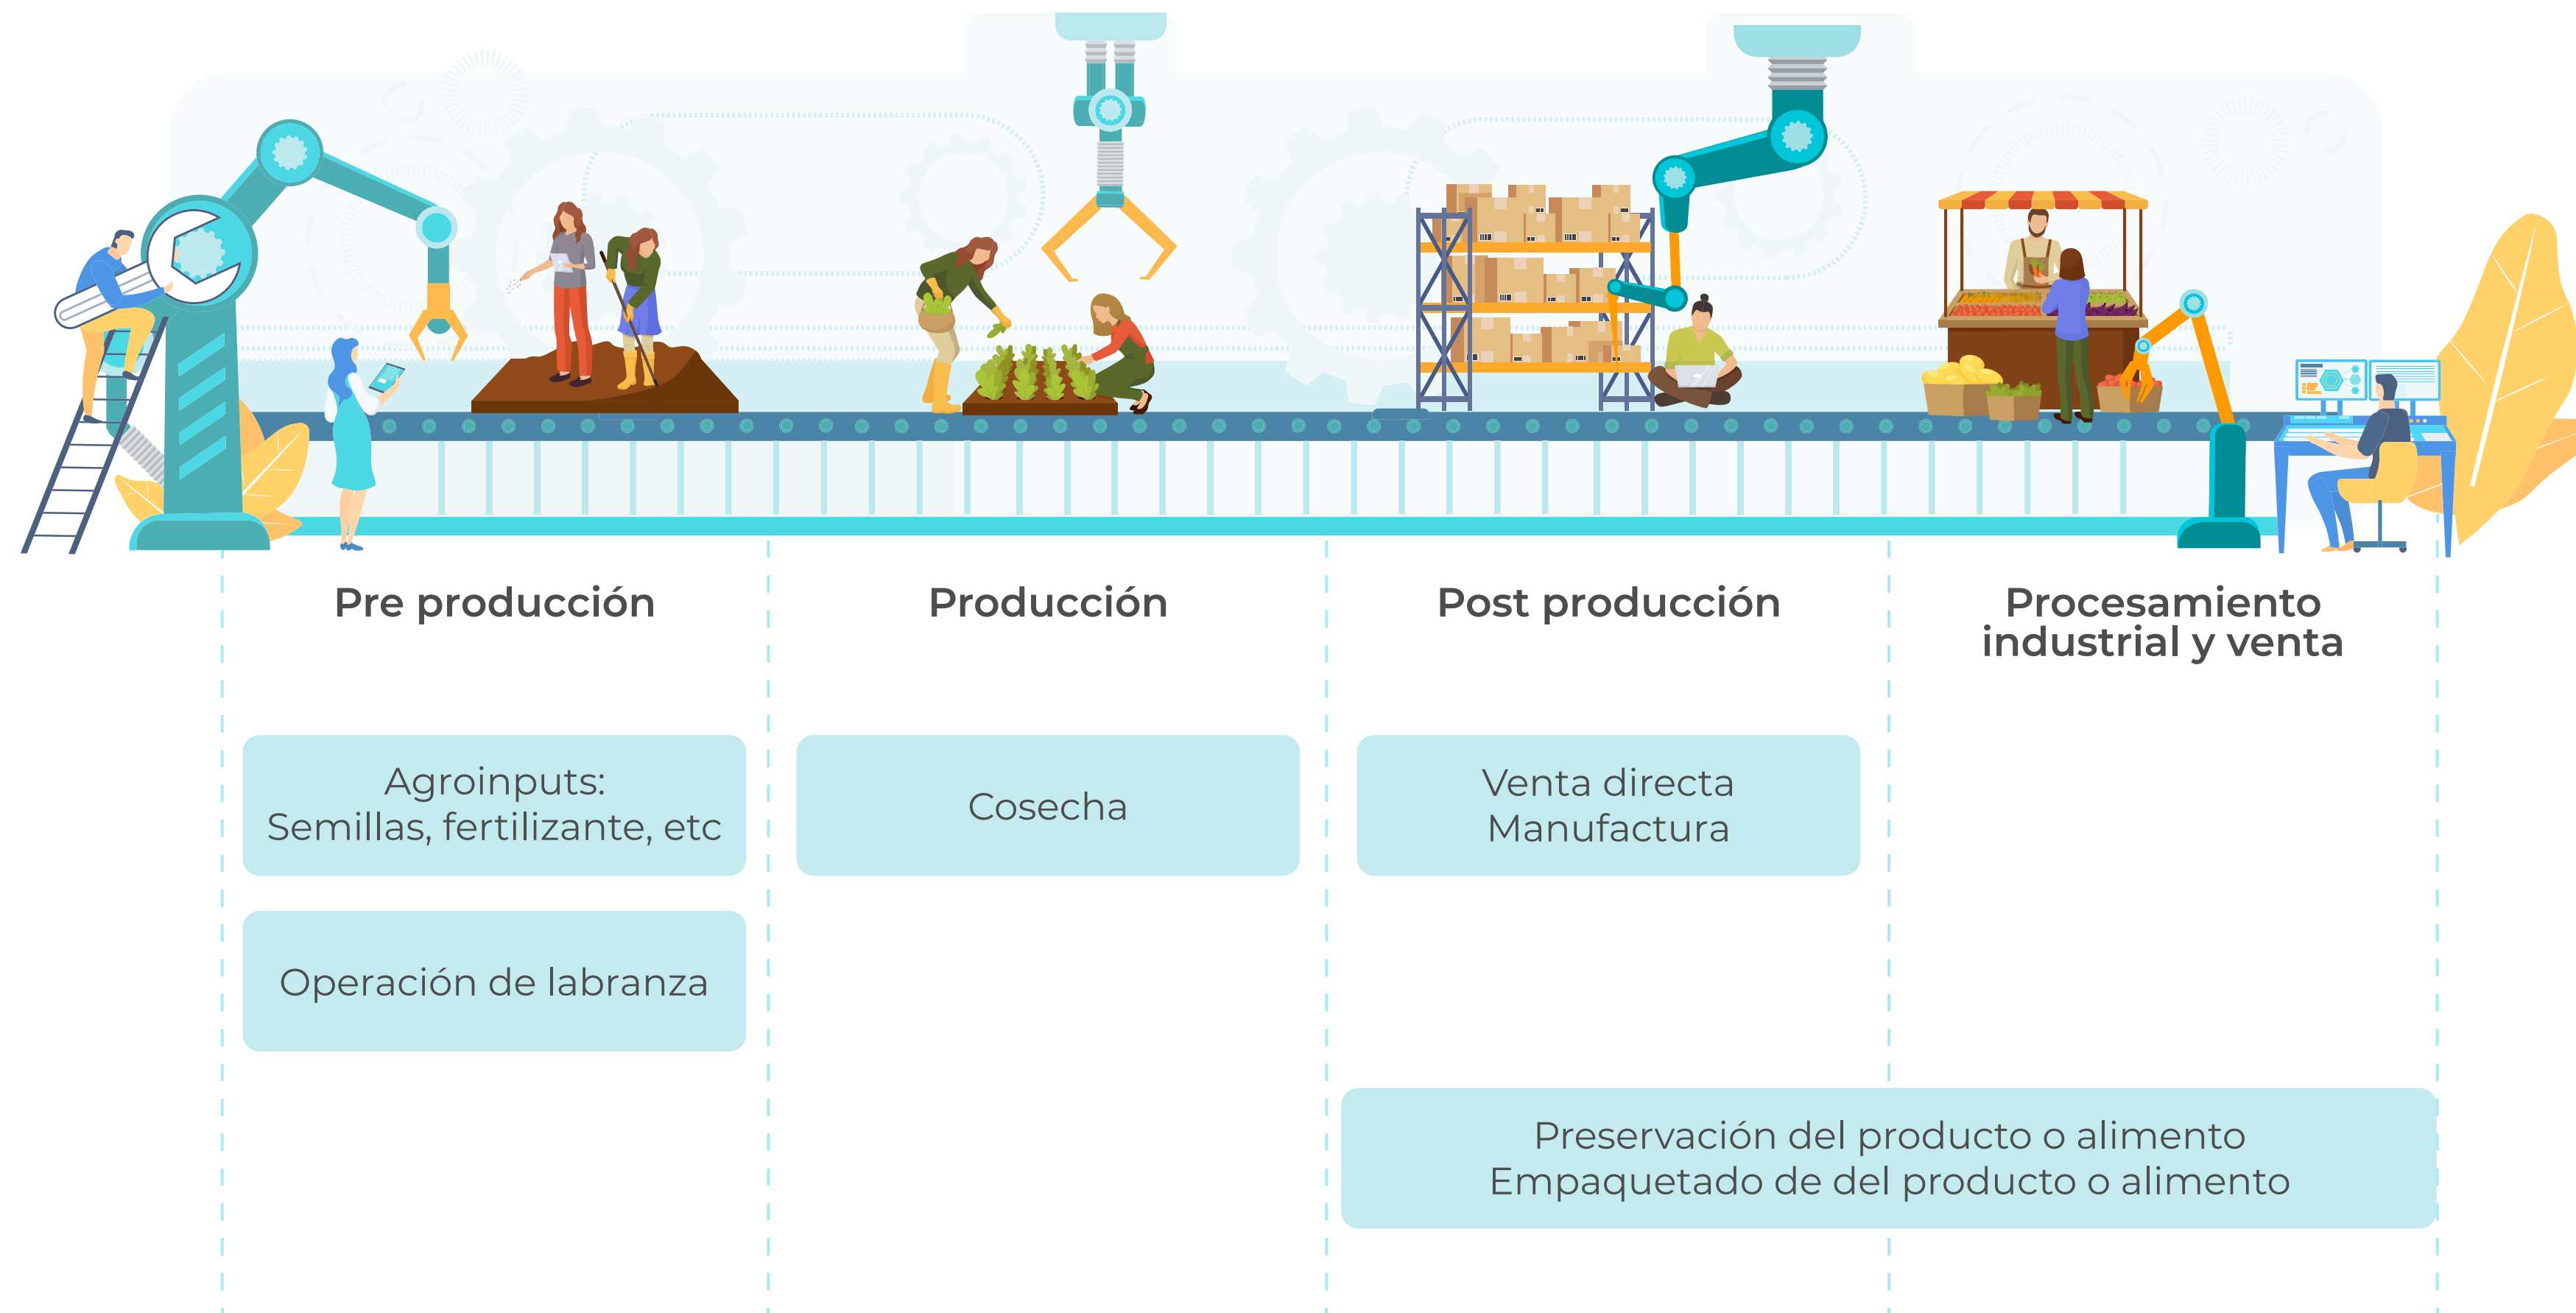 Pre producción
Producción
Post producción
Procesamiento
industrial y venta
Agroinputs:
Semillas, fertilizante, etc
Cosecha
Venta directa
Manufactura
Operación de labranza
Preservación del producto o alimento
Empaquetado de del producto o alimento